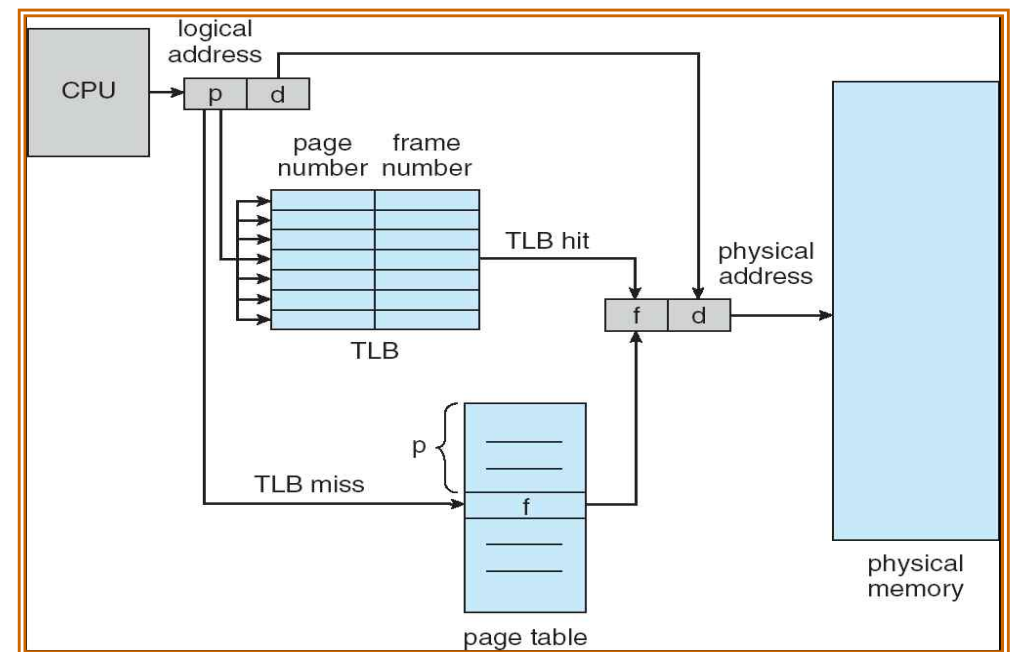 logical
address
CPU
p
d
page
number
frame
number
TLB hit
physical
address
f
d
TLB
p
TLB miss
f
physical
memory
page table